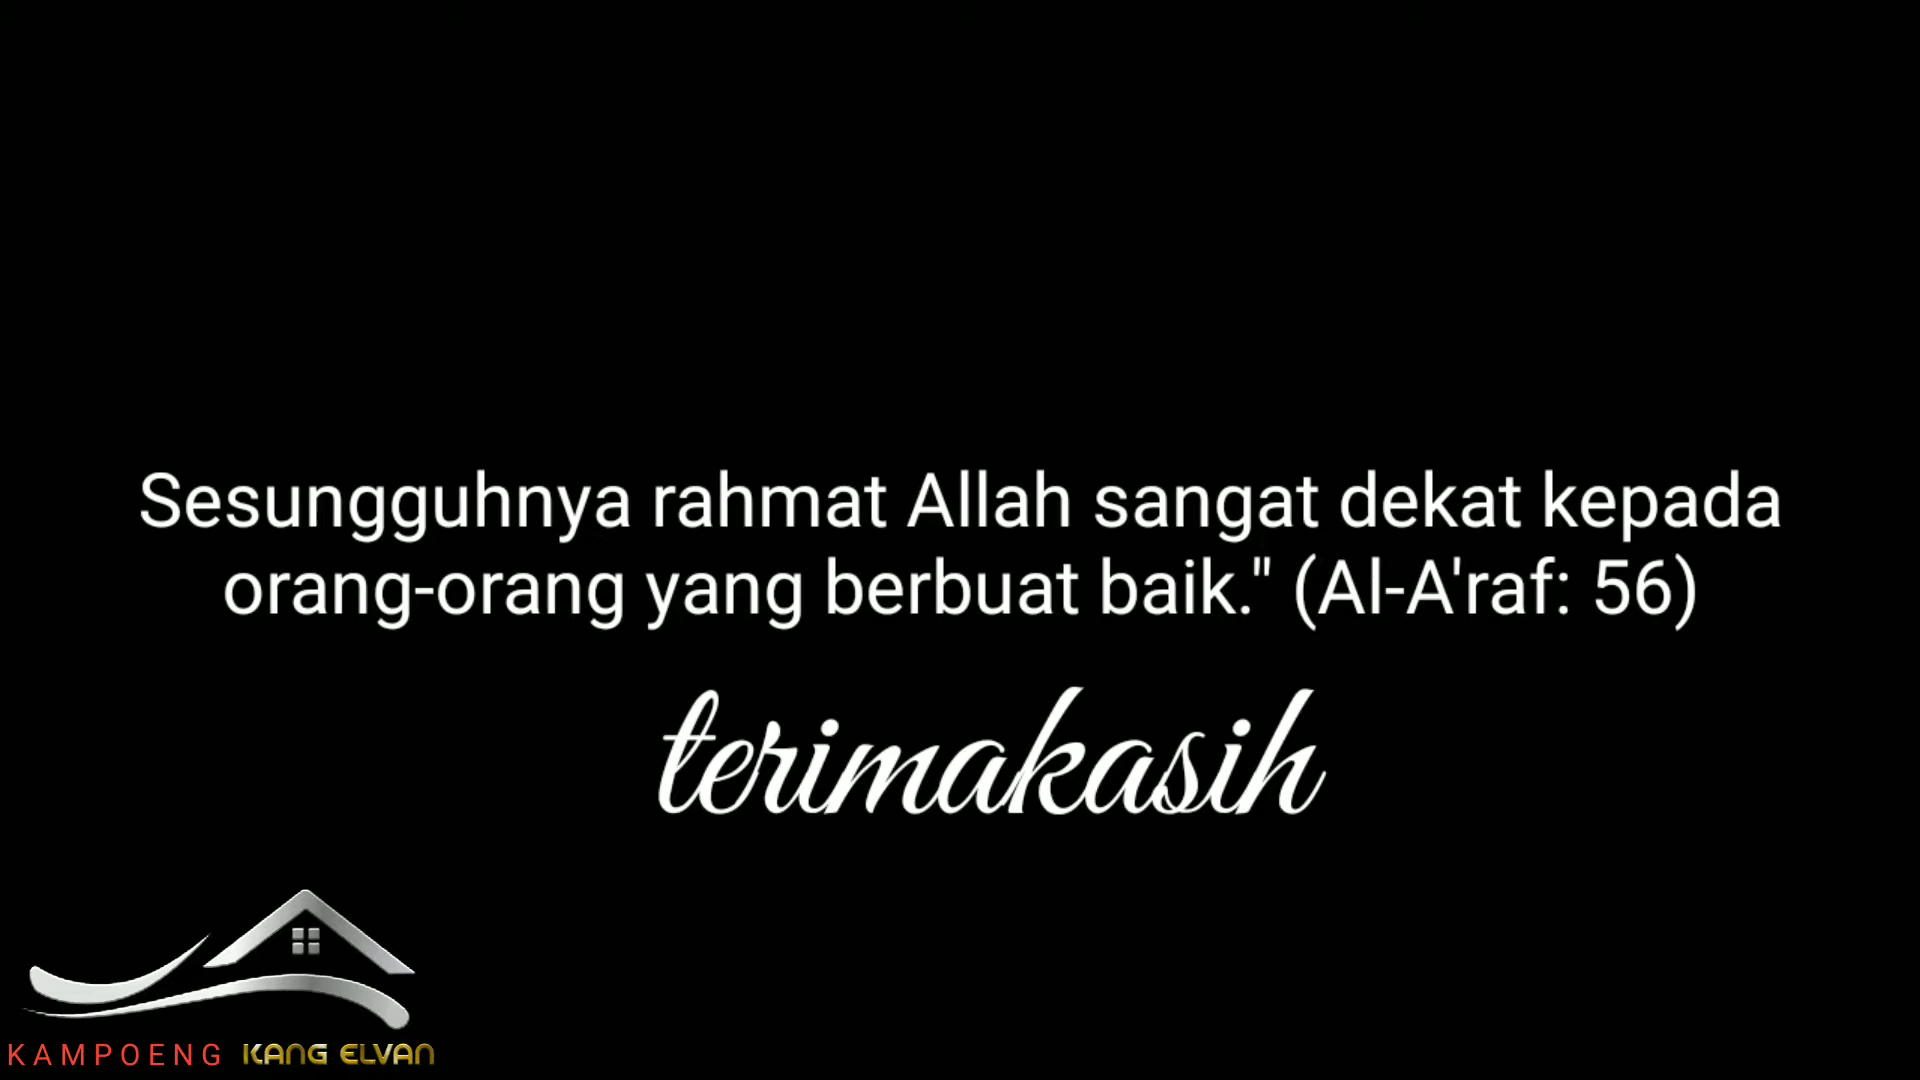 Sesungguhnya rahmat Allah sangat dekat kepada
orang-orang yang berbuat baik." (Al-A'raf: 56)
terimakasih
KAMPOENG KANG ELVAN